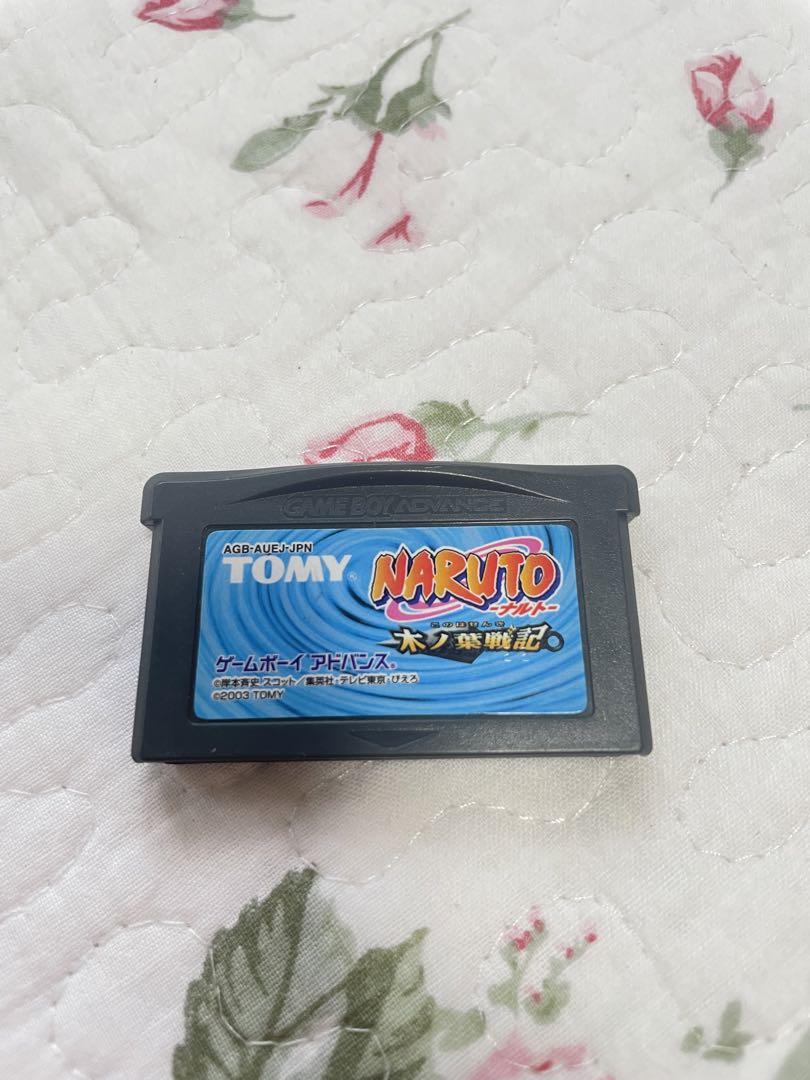 GAME BOY ADVANCE
AGB-AUEJ-JPN
TOMY®
NARUTO
-ナルト-
このはせんき
木ノ葉戦記
ゲームボーイアドバンス®
©岸本斉史 スコット／集英社・テレビ東京・ぴえろ
©2003 TOMY